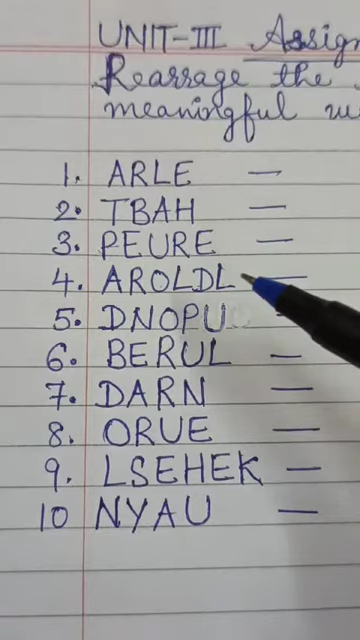 UNIT-III Assign
Rearrage the
meaningful
1. ARLE —
2. TBAH —
3. PEURE —
4. AROLDL —
5. DNOPU —
6. BERUL —
7. DARN —
8. ORUE —
9. LSEHEK —
10 NYAU —